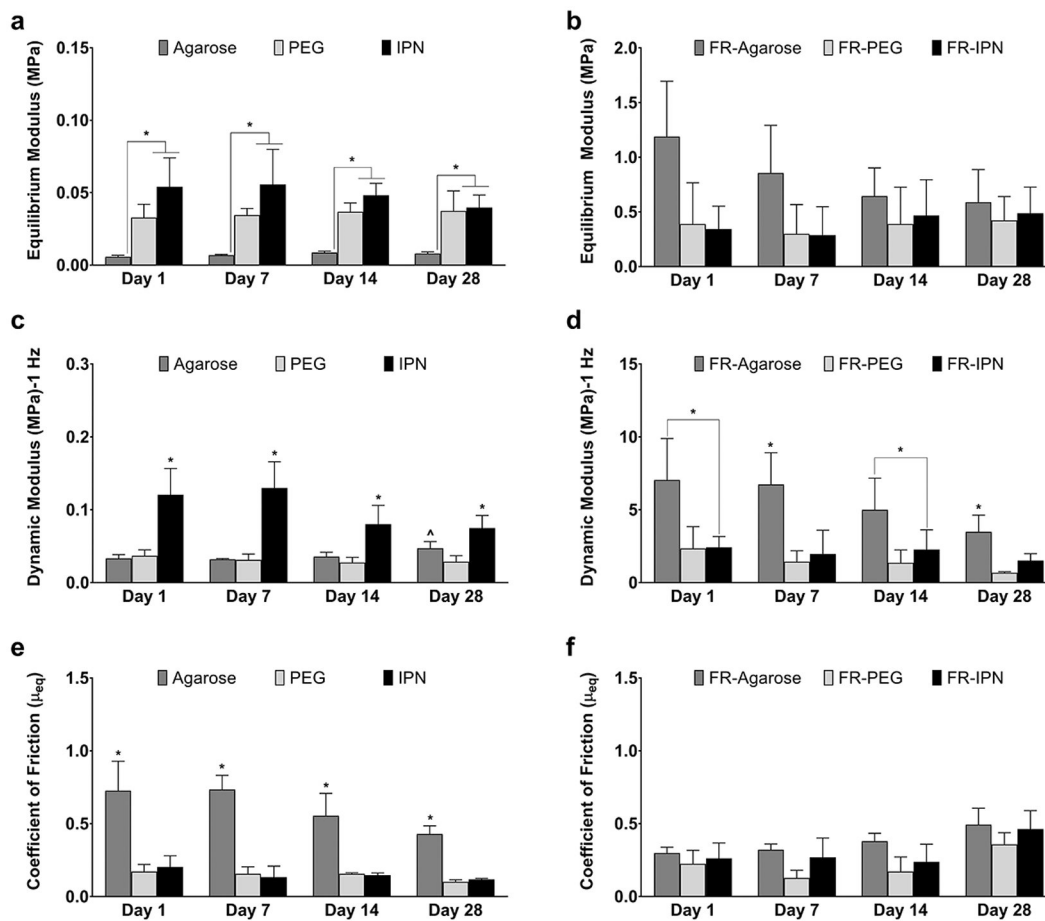 a
Equilibrium Modulus (MPa)
0.15
0.10
0.05
0.00
Agarose PEG IPN
* * * *
Day 1 Day 7 Day 14 Day 28
b
Equilibrium Modulus (MPa)
2.0
1.5
1.0
0.5
0.0
FR-Agarose FR-PEG FR-IPN
Day 1 Day 7 Day 14 Day 28
c
Dynamic Modulus (MPa)-1 Hz
0.3
0.2
0.1
0.0
Agarose PEG IPN
* * * ^ *
Day 1 Day 7 Day 14 Day 28
d
Dynamic Modulus (MPa)-1 Hz
15
10
5
0
FR-Agarose FR-PEG FR-IPN
* * * *
Day 1 Day 7 Day 14 Day 28
e
Coefficient of Friction (μeq)
1.5
1.0
0.5
0.0
Agarose PEG IPN
* * * *
Day 1 Day 7 Day 14 Day 28
f
Coefficient of Friction (μeq)
1.5
1.0
0.5
0.0
FR-Agarose FR-PEG FR-IPN
Day 1 Day 7 Day 14 Day 28